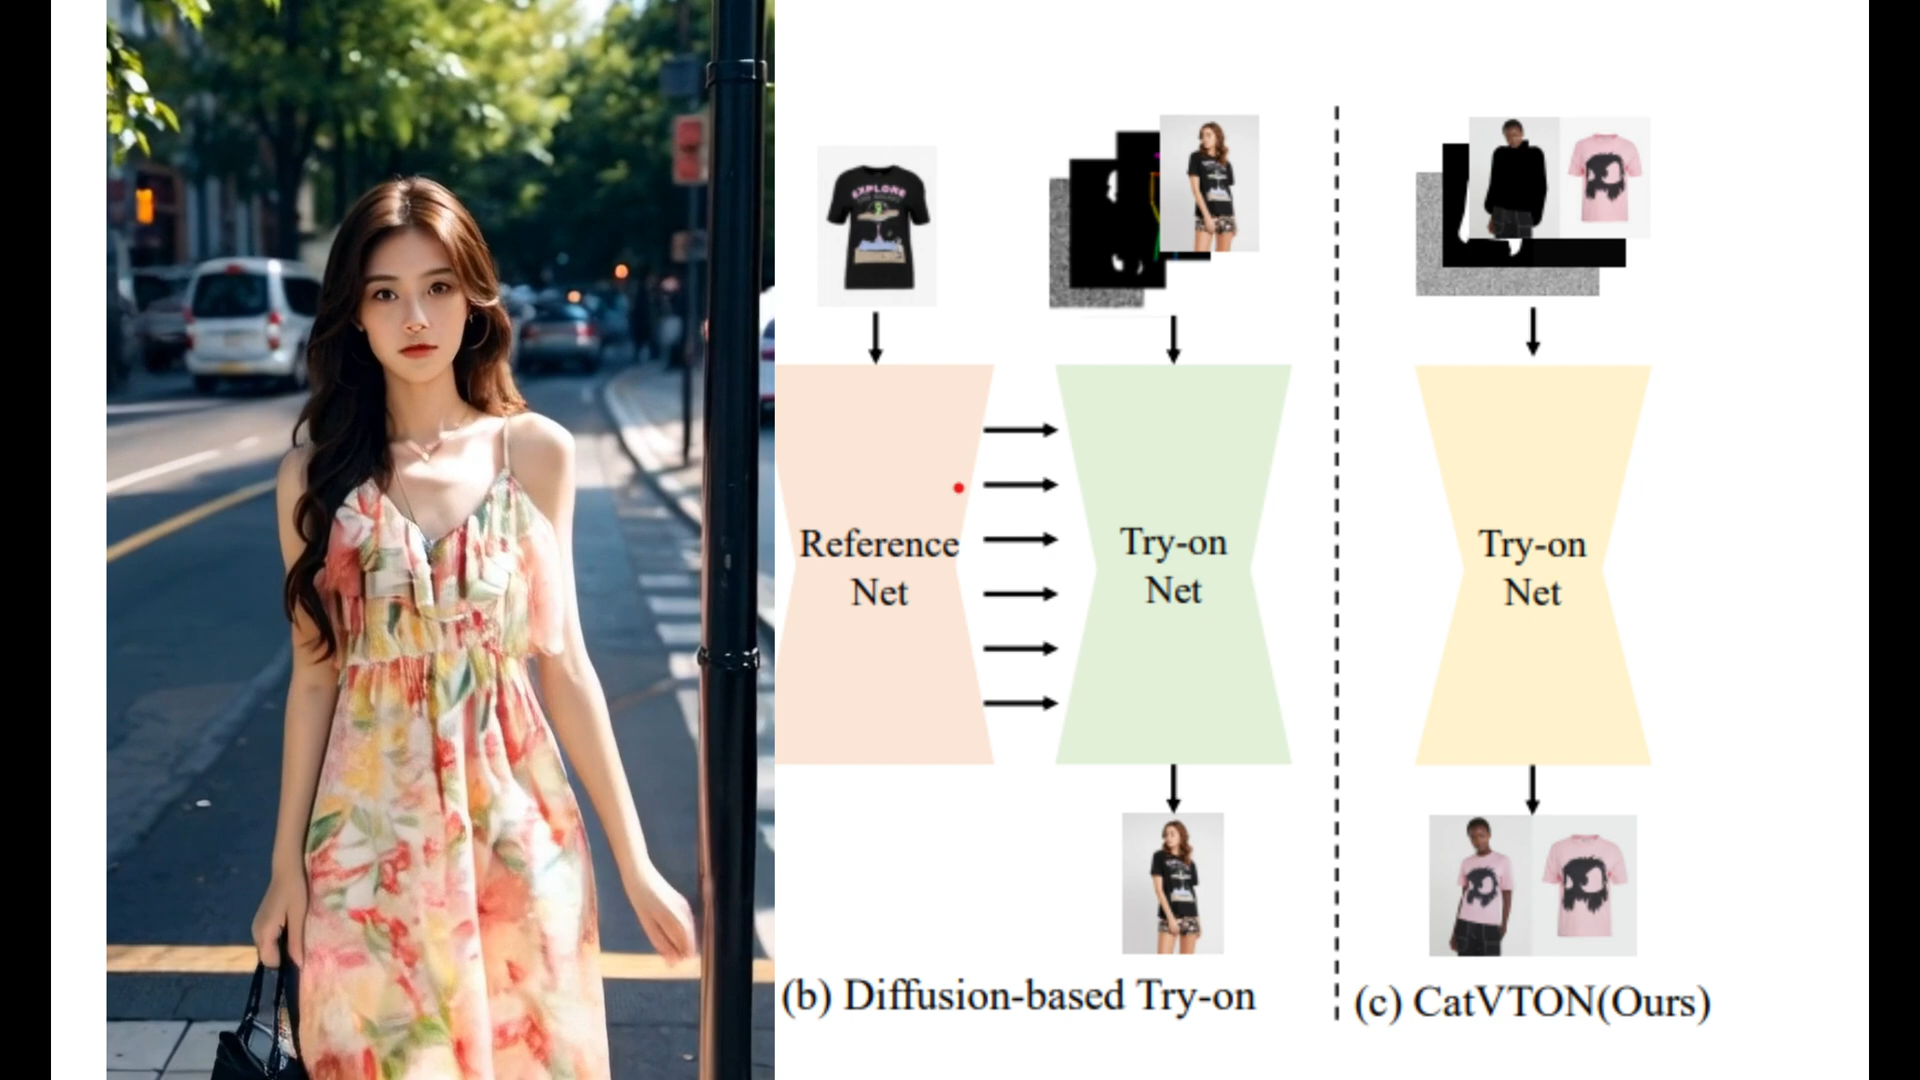 EXPLORE
Reference
Net
Try-on
Net
Try-on
Net
(b) Diffusion-based Try-on
(c) CatVTON(Ours)